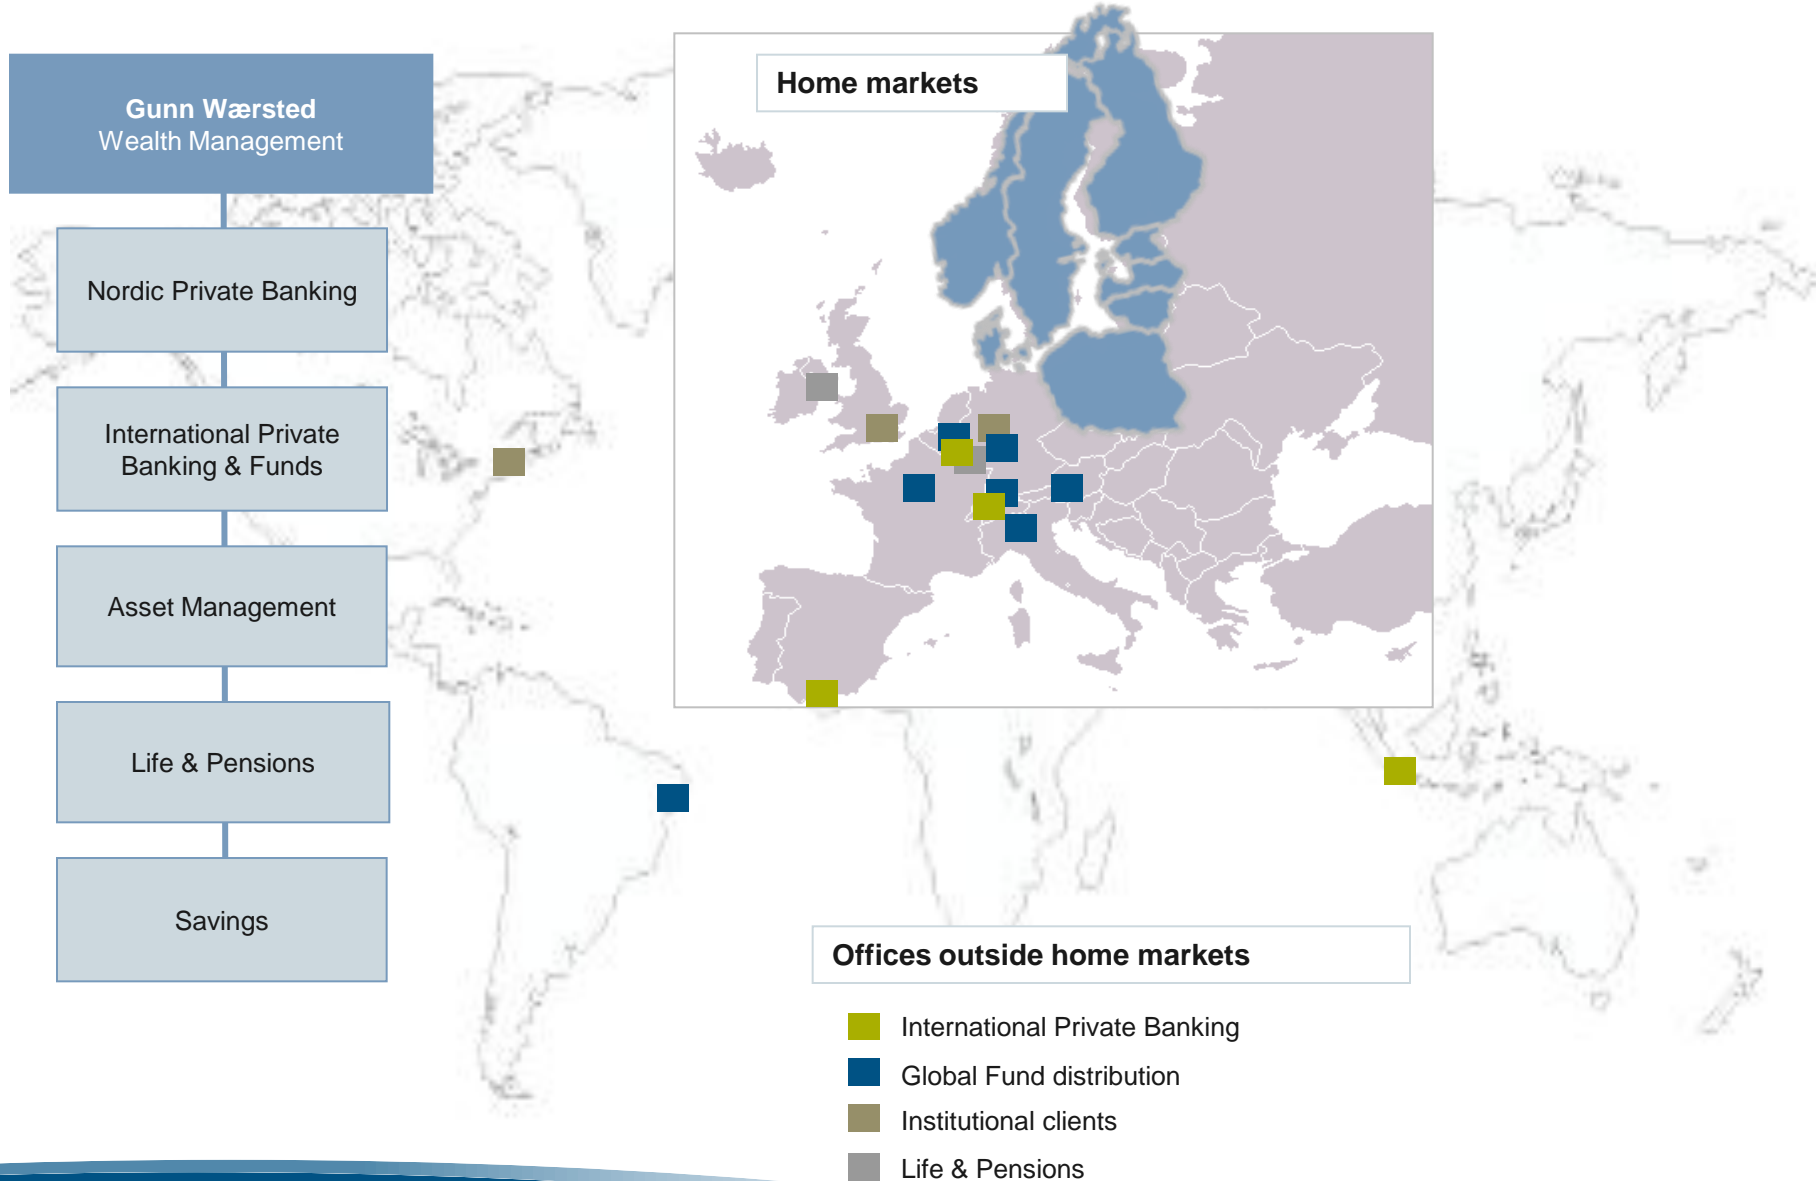 Gunn Wærsted
Wealth Management
Nordic Private Banking
International Private
Banking & Funds
Asset Management
Life & Pensions
Savings
Home markets
Offices outside home markets
International Private Banking
Global Fund distribution
Institutional clients
Life & Pensions